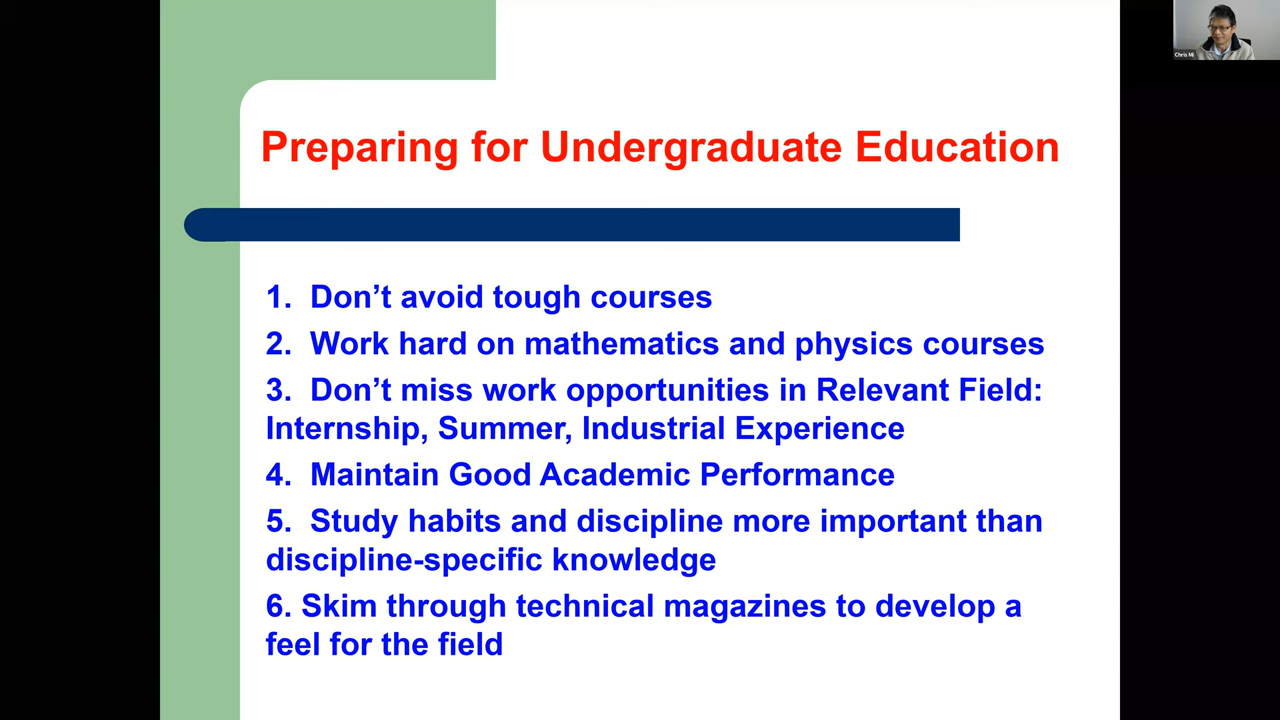 Chris Mi
Preparing for Undergraduate Education
1. Don’t avoid tough courses
2. Work hard on mathematics and physics courses
3. Don’t miss work opportunities in Relevant Field:
Internship, Summer, Industrial Experience
4. Maintain Good Academic Performance
5. Study habits and discipline more important than
discipline-specific knowledge
6. Skim through technical magazines to develop a
feel for the field